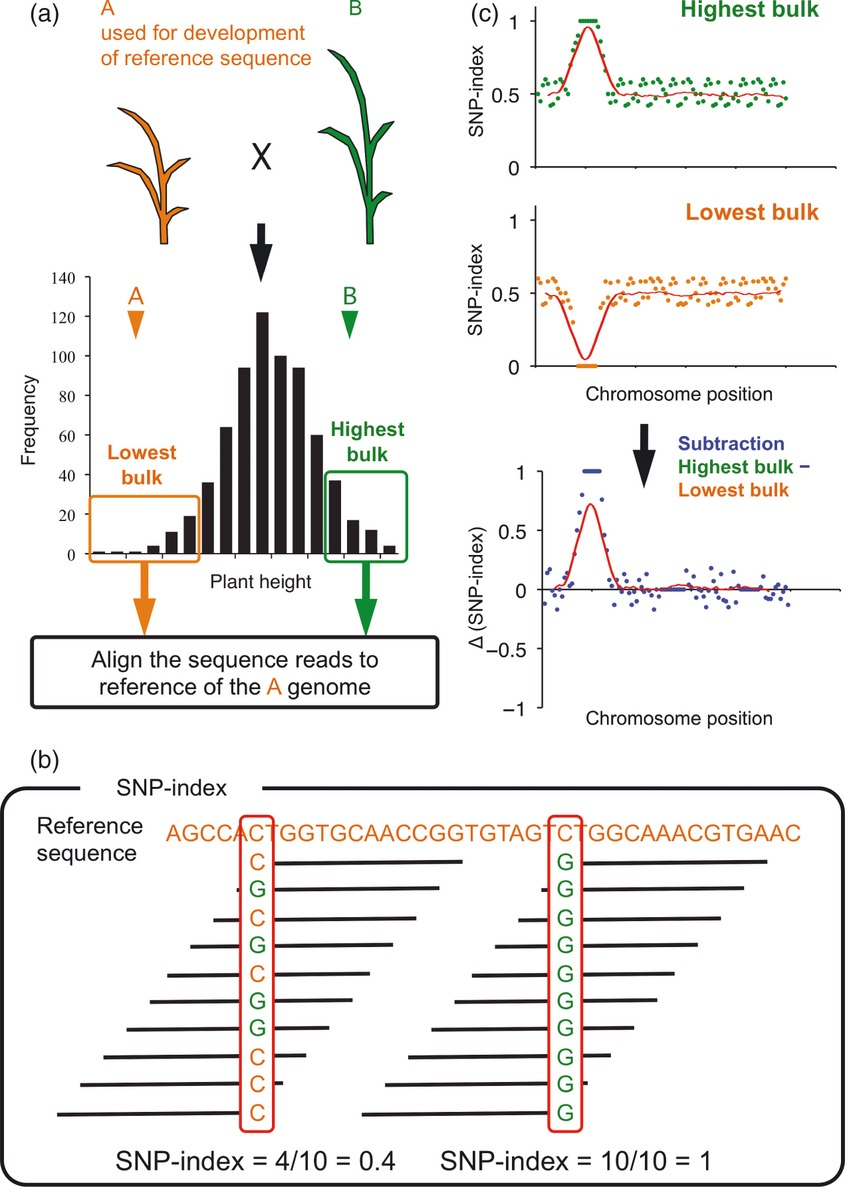 (a)
A
used for development
of reference sequence
B
X
140
120
100
80
60
40
20
0
Frequency
A
B
Lowest
bulk
Highest
bulk
Plant height
Align the sequence reads to
reference of the A genome
(c)
Highest bulk
SNP-index
1
0.5
0
Lowest bulk
SNP-index
1
0.5
0
Chromosome position
Subtraction
Highest bulk –
Lowest bulk
Δ (SNP-index)
1
0.5
0
−0.5
−1
Chromosome position
(b)
SNP-index
Reference
sequence
AGCCACTGGTGCAACCGGTGTAGTCTGGCAAACGTGAAC
C G
G G
C G
G G
C G
G G
G G
C G
C G
C G
SNP-index = 4/10 = 0.4 SNP-index = 10/10 = 1